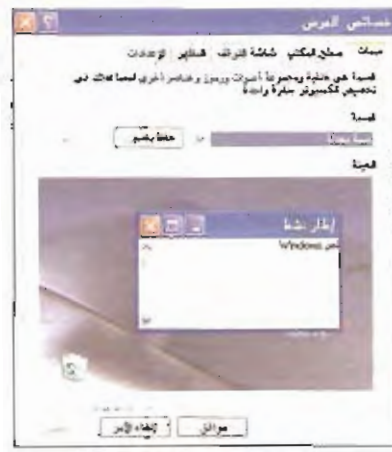 خصائص العرض
سمات سطح المكتب شاشة التوقف المظهر الإعدادات
السمة هي خلفية ومجموعة أصوات ورموز وعناصر أخرى لمساعدتك في
تخصيص الكمبيوتر بنقرة واحدة
السمة
حفظ باسم
العينة
إطار نشط
نص Windows
موافق إلغاء الأمر